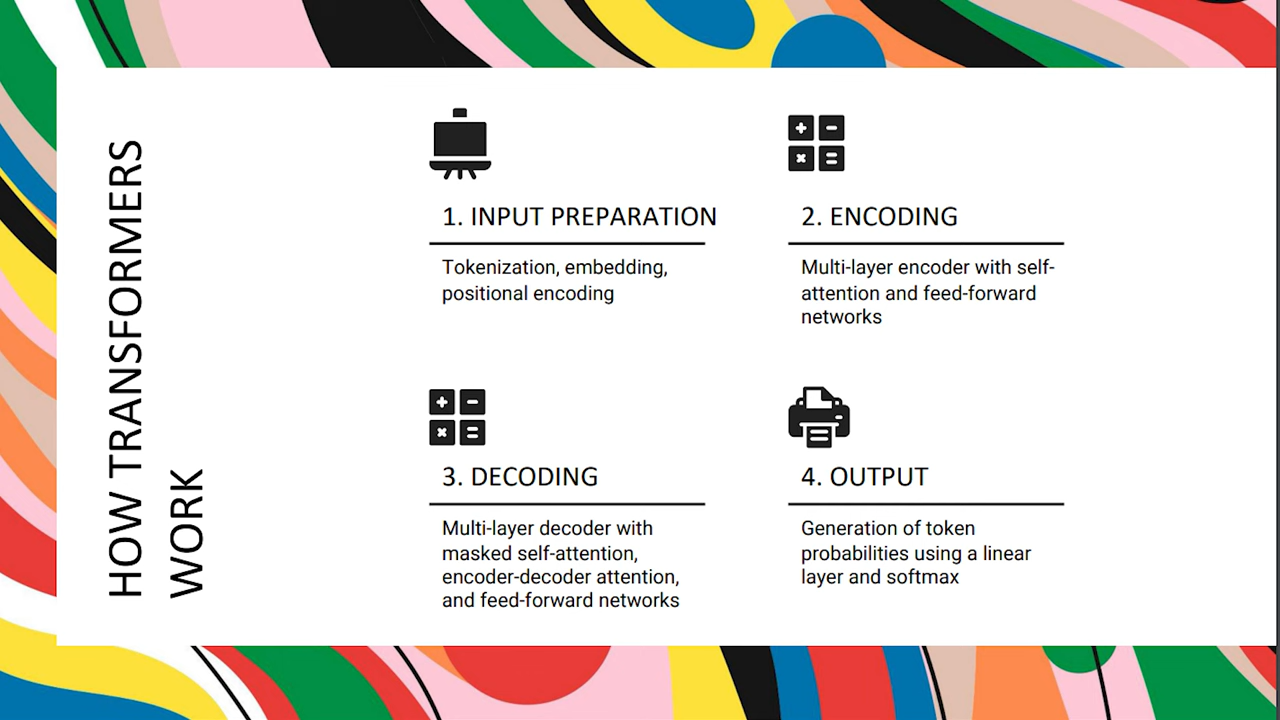 HOW TRANSFORMERS
WORK
1. INPUT PREPARATION
Tokenization, embedding,
positional encoding
2. ENCODING
Multi-layer encoder with self-
attention and feed-forward
networks
3. DECODING
Multi-layer decoder with
masked self-attention,
encoder-decoder attention,
and feed-forward networks
4. OUTPUT
Generation of token
probabilities using a linear
layer and softmax